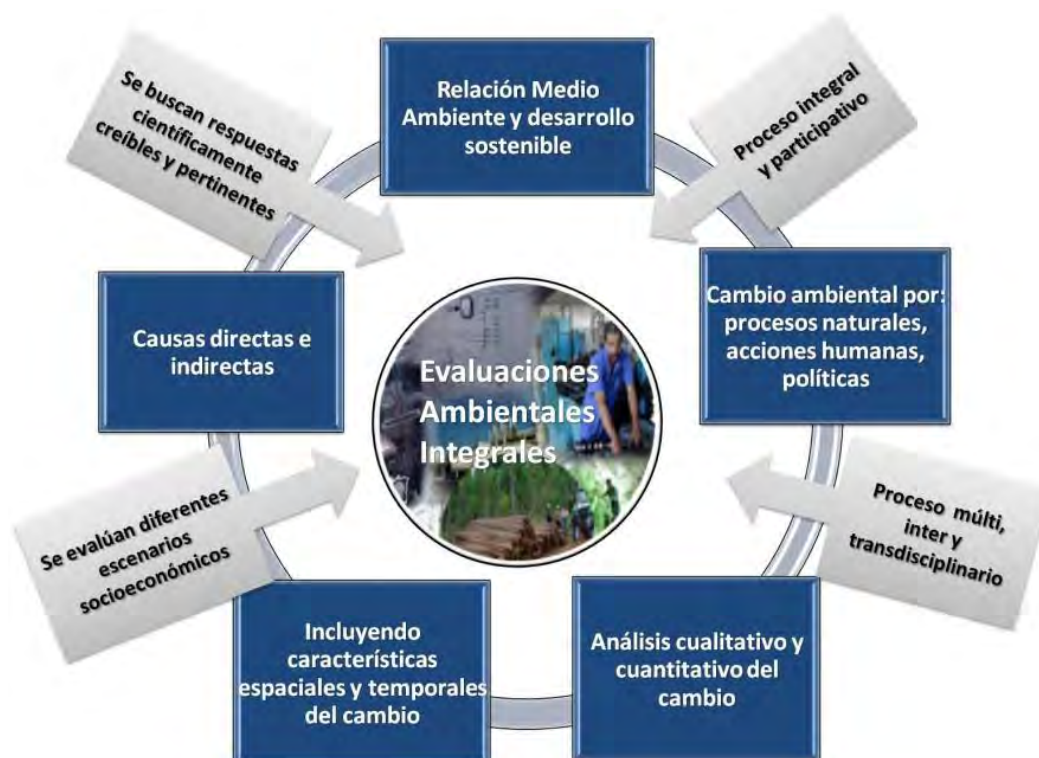 Relación Medio
Ambiente y desarrollo
sostenible
Se buscan respuestas
científicamente
creíbles y pertinentes
Proceso integral
y participativo
Causas directas e
indirectas
Cambio ambiental por:
procesos naturales,
acciones humanas,
políticas
Evaluaciones
Ambientales
Integrales
Se evalúan diferentes
escenarios
socioeconómicos
Proceso múlti,
inter y
transdisciplinario
Incluyendo
características
espaciales y temporales
del cambio
Análisis cualitativo y
cuantitativo del
cambio